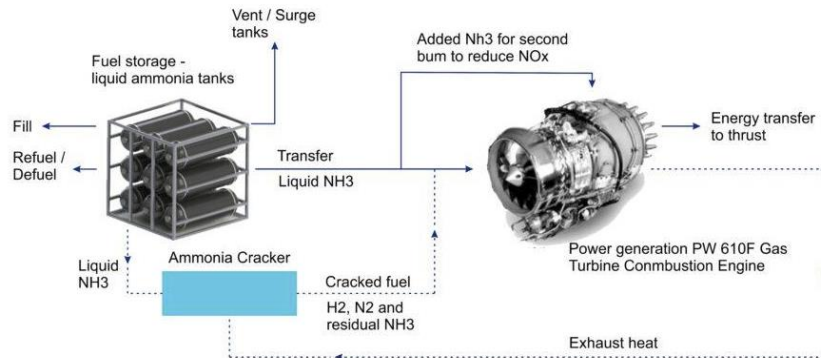 Vent / Surge
tanks
Fuel storage -
liquid ammonia tanks
Added Nh3 for second
bum to reduce NOx
Fill
Refuel /
Defuel
Transfer
Liquid NH3
Energy transfer
to thrust
Liquid
NH3
Ammonia Cracker
Cracked fuel
H2, N2 and
residual NH3
Power generation PW 610F Gas
Turbine Conmbustion Engine
Exhaust heat